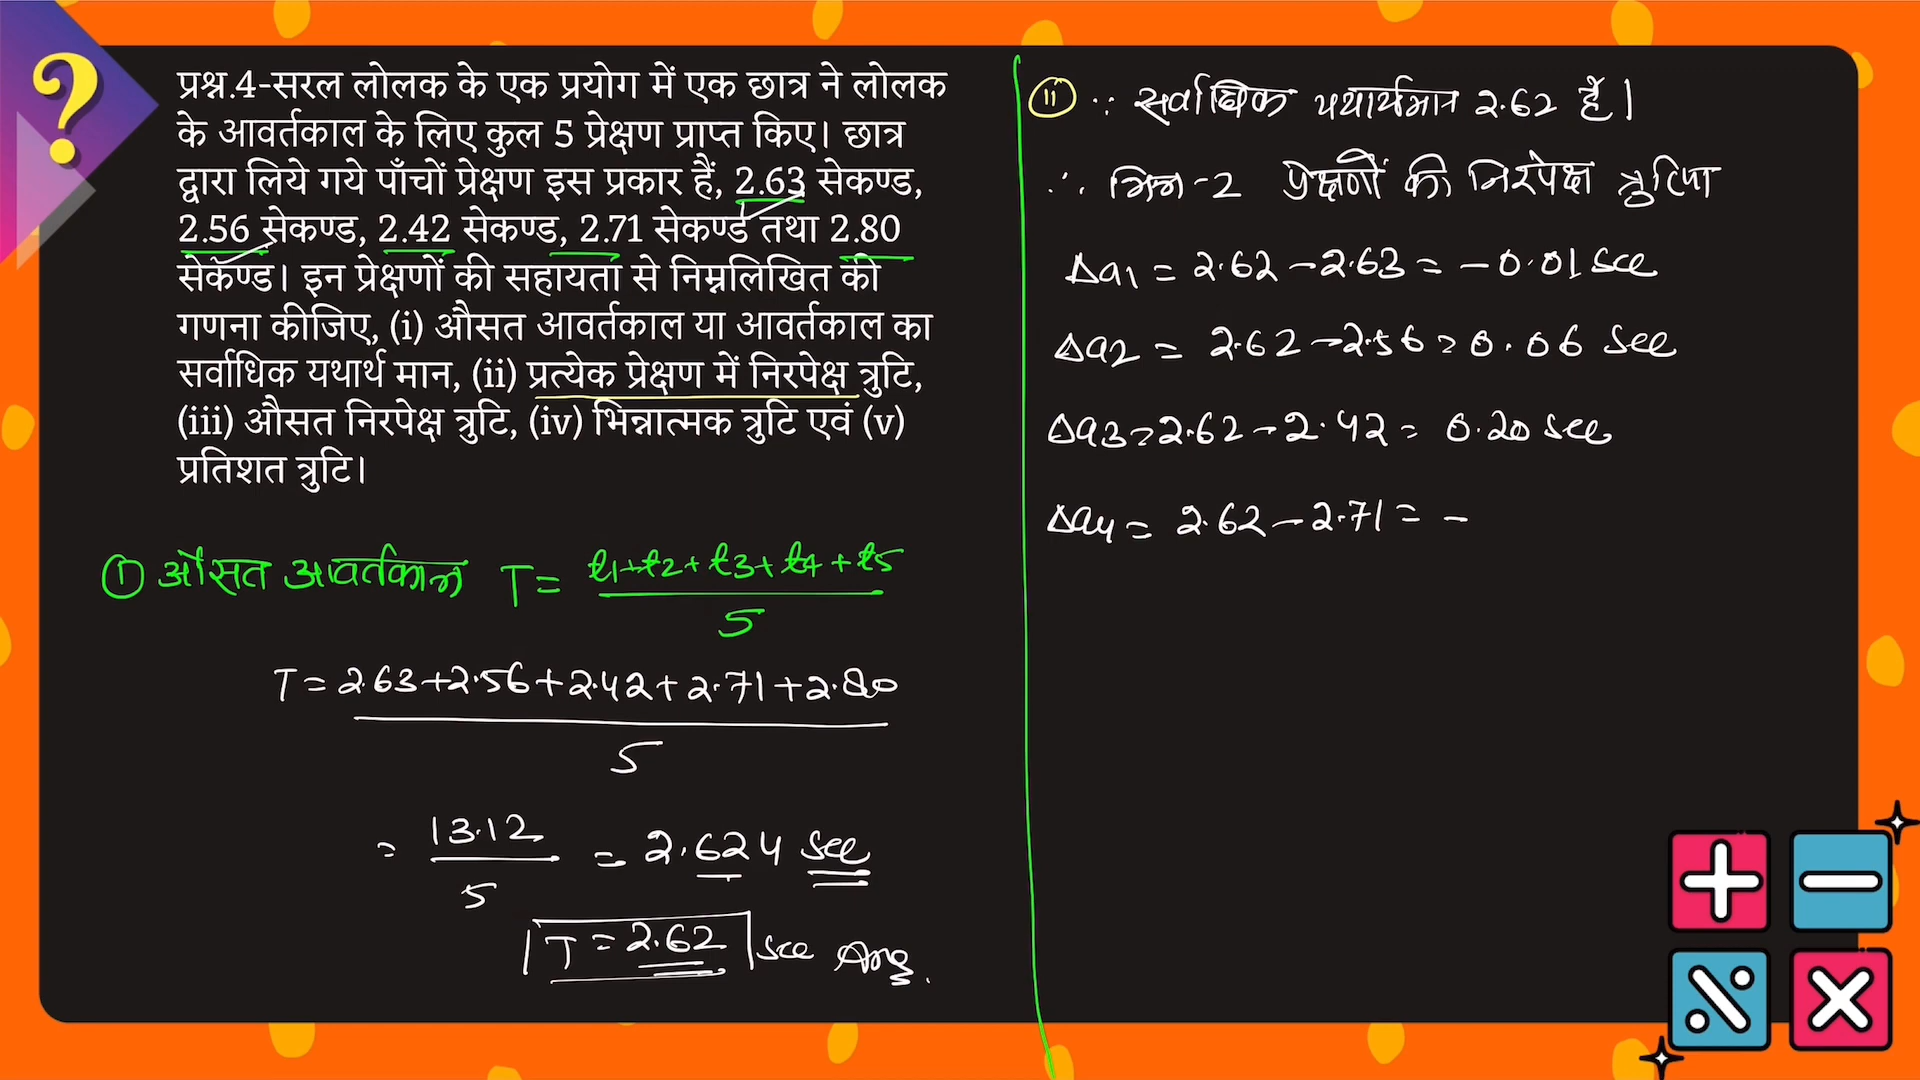 ?
प्रश्न.4-सरल लोलक के एक प्रयोग में एक छात्र ने लोलक
के आवर्तकाल के लिए कुल 5 प्रेक्षण प्राप्त किए। छात्र
द्वारा लिये गये पाँचों प्रेक्षण इस प्रकार हैं, 2.63 सेकण्ड,
2.56 सेकण्ड, 2.42 सेकण्ड, 2.71 सेकण्ड तथा 2.80
सेकण्ड। इन प्रेक्षणों की सहायता से निम्नलिखित की
गणना कीजिए, (i) औसत आवर्तकाल या आवर्तकाल का
सर्वाधिक यथार्थ मान, (ii) प्रत्येक प्रेक्षण में निरपेक्ष त्रुटि,
(iii) औसत निरपेक्ष त्रुटि, (iv) भिन्नात्मक त्रुटि एवं (v)
प्रतिशत त्रुटि।
① औसत आवर्तकाल T = t1+t2+t3+t4+t5
5
T = 2.63+2.56+2.42+2.71+2.80
5
= 13.12 / 5 = 2.624 sec
T = 2.62 sec Ans.
(ii) ∵ सर्वाधिक यथार्थमान 2.62 हैं।
∴ भिन्न-2 प्रेक्षणों की निरपेक्ष त्रुटिया
Δa1 = 2.62 – 2.63 = – 0.01 sec
Δa2 = 2.62 – 2.56 = 0.06 sec
Δa3 = 2.62 – 2.42 = 0.20 sec
Δa4 = 2.62 – 2.71 = –